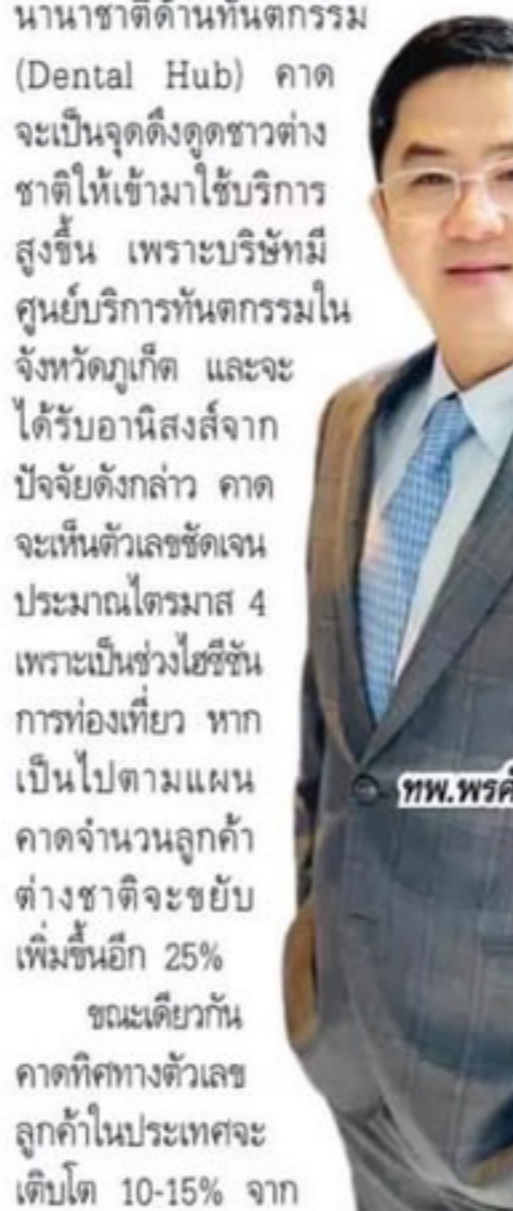 นานาชาติด้านทันตกรรม
(Dental Hub) คาด
จะเป็นจุดดึงดูดชาวต่าง
ชาติให้เข้ามาใช้บริการ
สูงขึ้น เพราะบริษัทมี
ศูนย์บริการทันตกรรมใน
จังหวัดภูเก็ต และจะ
ได้รับอานิสงส์จาก
ปัจจัยดังกล่าว คาด
จะเห็นตัวเลขชัดเจน
ประมาณไตรมาส 4
เพราะเป็นช่วงไฮซีซัน
การท่องเที่ยว หาก
เป็นไปตามแผน
ทพ.พรศั
คาดจำนวนลูกค้า
ต่างชาติจะขยับ
เพิ่มขึ้นอีก 25%
ขณะเดียวกัน
คาดทิศทางตัวเลข
ลูกค้าในประเทศจะ
เติบโต 10-15% จาก